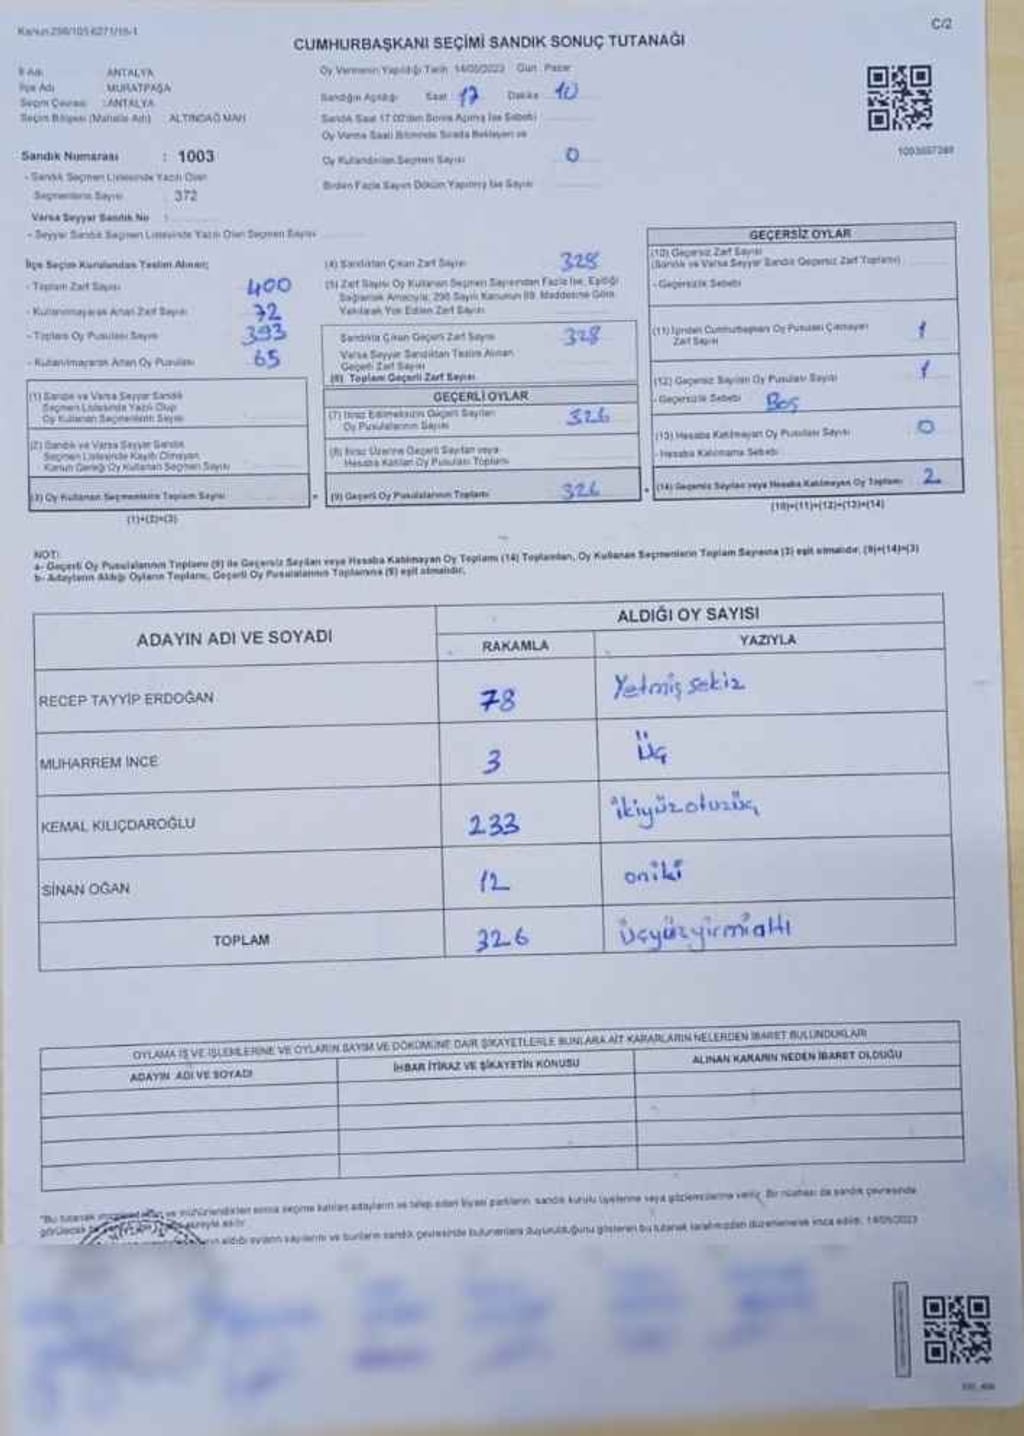 Kanun 298/105 6271/18-1
C/2
CUMHURBAŞKANI SEÇİMİ SANDIK SONUÇ TUTANAĞI
İl Adı ANTALYA
İlçe Adı MURATPAŞA
Seçim Çevresi : ANTALYA
Seçim Bölgesi (Mahalle Adı) ALTINDAĞ MAH
Sandık Numarası : 1003
- Sandık Seçmen Listesinde Yazılı Olan
Seçmenlerin Sayısı 372
Varsa Seyyar Sandık No :
- Seyyar Sandık Seçmen Listesinde Yazılı Olan Seçmen Sayısı
Oy Vermenin Yapıldığı Tarih 14/05/2023 Gün Pazar
Sandığın Açıldığı Saat 17 Dakika 10
Sandık Saat 17.00'den Sonra Açılmış İse Sebebi
Oy Verme Saati Bitiminde Sırada Bekleyen ve
Oy Kullandırılan Seçmen Sayısı 0
Birden Fazla Sayım Döküm Yapılmış İse Sayısı
İlçe Seçim Kurulundan Teslim Alınan;
- Toplam Zarf Sayısı 400
- Kullanılmayarak Artan Zarf Sayısı 72
- Toplam Oy Pusulası Sayısı 393
- Kullanılmayarak Artan Oy Pusulası 65
(1) Sandık ve Varsa Seyyar Sandık
Seçmen Listesinde Yazılı Olup
Oy Kullanan Seçmenlerin Sayısı
(2) Sandık ve Varsa Seyyar Sandık
Seçmen Listesinde Kayıtlı Olmayan,
Kanun Gereği Oy Kullanan Seçmen Sayısı
(3) Oy Kullanan Seçmenlerin Toplam Sayısı
(1)+(2)=(3)
(4) Sandıktan Çıkan Zarf Sayısı 328
(5) Zarf Sayısı Oy Kullanan Seçmen Sayısından Fazla İse, Eşitliği
Sağlamak Amacıyla, 298 Sayılı Kanunun 98. Maddesine Göre
Yakılarak Yok Edilen Zarf Sayısı
Sandıkta Çıkan Geçerli Zarf Sayısı 328
Varsa Seyyar Sandıktan Teslim Alınan
Geçerli Zarf Sayısı
(6) Toplam Geçerli Zarf Sayısı
GEÇERLİ OYLAR
(7) İtiraz Edilmeksizin Geçerli Sayılan
Oy Pusulalarının Sayısı 326
(8) İtiraz Üzerine Geçerli Sayılan veya
Hesaba Katılan Oy Pusulası Toplamı
= (9) Geçerli Oy Pusulalarının Toplamı 326
1003657288
GEÇERSİZ OYLAR
(10) Geçersiz Zarf Sayısı
(Sandık ve Varsa Seyyar Sandık Geçersiz Zarf Toplamı)
- Geçersizlik Sebebi
(11) İçinden Cumhurbaşkanı Oy Pusulası Çıkmayan
Zarf Sayısı 1
(12) Geçersiz Sayılan Oy Pusulası Sayısı 1
- Geçersizlik Sebebi Boş
(13) Hesaba Katılmayan Oy Pusulası Sayısı 0
- Hesaba Katılmama Sebebi
+ (14) Geçersiz Sayılan veya Hesaba Katılmayan Oy Toplamı 2
(10)+(11)+(12)+(13)=(14)
NOT:
a- Geçerli Oy Pusulalarının Toplamı (9) ile Geçersiz Sayılan veya Hesaba Katılmayan Oy Toplamı (14) Toplamları, Oy Kullanan Seçmenlerin Toplam Sayısına (3) eşit olmalıdır. (9)+(14)=(3)
b- Adayların Aldığı Oyların Toplamı, Geçerli Oy Pusulalarının Toplamına (9) eşit olmalıdır.
ADAYIN ADI VE SOYADI
ALDIĞI OY SAYISI
RAKAMLA YAZIYLA
RECEP TAYYİP ERDOĞAN 78 Yetmiş sekiz
MUHARREM İNCE 3 Üç
KEMAL KILIÇDAROĞLU 233 ikiyüzotuzüç
SİNAN OĞAN 12 oniki
TOPLAM 326 üçyüzyirmialtı
OYLAMA İŞ VE İŞLEMLERİNE VE OYLARIN SAYIM VE DÖKÜMÜNE DAİR ŞİKAYETLERLE BUNLARA AİT KARARLARIN NELERDEN İBARET BULUNDUKLARI
ADAYIN ADI VE SOYADI İHBAR İTİRAZ VE ŞİKAYETİN KONUSU ALINAN KARARIN NEDEN İBARET OLDUĞU
"Bu tutanak ve mühürlendikten sonra seçime katılan adayların ve talep eden siyasi partilerin sandık kurulu üyelerine veya gözlemcilerine verilir. Bir nüshası da sandık çevresinde
görülecek süreyle asılır.
aldığı oyların sayılarını ve bunların sandık çevresinde bulunanlara duyurulduğunu gösteren bu tutanak tarafımızdan düzenlenerek imza edildi. 14/05/2023